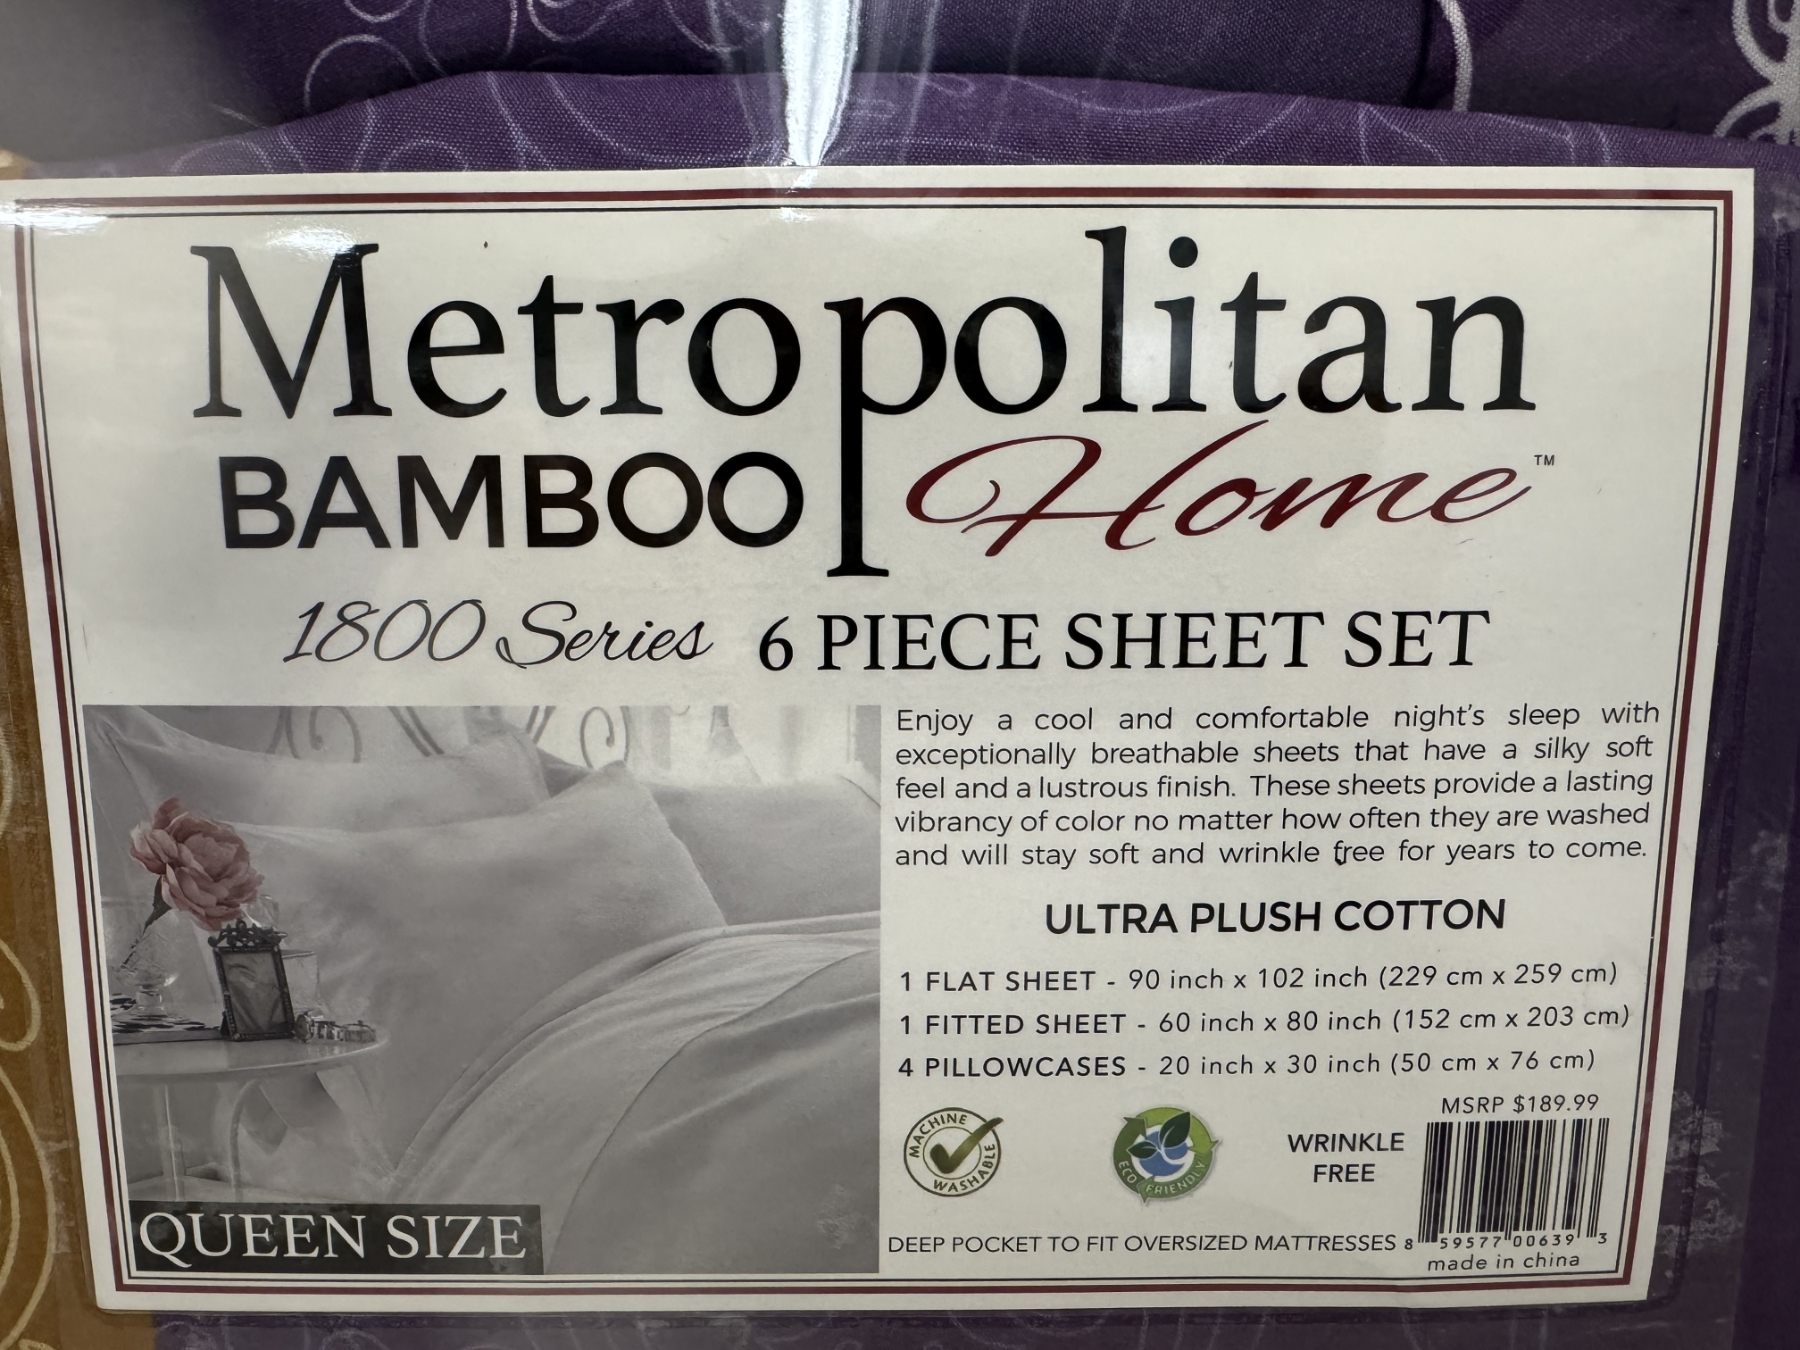 Metropolitan
BAMBOO Home™
1800 Series 6 PIECE SHEET SET
Enjoy a cool and comfortable night's sleep with
exceptionally breathable sheets that have a silky soft
feel and a lustrous finish. These sheets provide a lasting
vibrancy of color no matter how often they are washed
and will stay soft and wrinkle free for years to come.
ULTRA PLUSH COTTON
1 FLAT SHEET - 90 inch x 102 inch (229 cm x 259 cm)
1 FITTED SHEET - 60 inch x 80 inch (152 cm x 203 cm)
4 PILLOWCASES - 20 inch x 30 inch (50 cm x 76 cm)
MACHINE
WASHABLE
ECO FRIENDLY
WRINKLE
FREE
MSRP $189.99
8 59577 00639 3
made in china
DEEP POCKET TO FIT OVERSIZED MATTRESSES
QUEEN SIZE